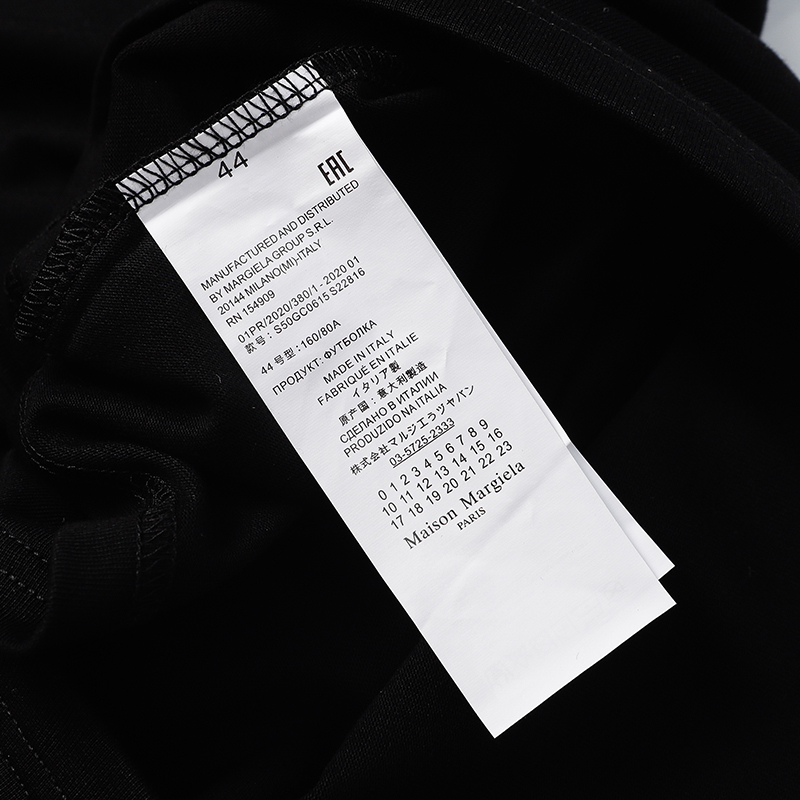 44
EAC
MANUFACTURED AND DISTRIBUTED
BY MARGIELA GROUP S.R.L.
20144 MILANO(MI)-ITALY
RN 154909
01PR/2020/380/1 - 2020 01
款号：S50GC0615 S22816
44 号型：160/80A
ПРОДУКТ: ФУТБОЛКА
MADE IN ITALY
FABRIQUÉ EN ITALIE
イタリア製
原产国：意大利製造
СДЕЛАНО В ИТАЛИИ
PRODUZIDO NA ITALIA
株式会社マルジエラヅヤバン
03-5725-2333
0 1 2 3 4 5 6 7 8 9
10 11 12 13 14 15 16
17 18 19 20 21 22 23
Maison Margiela
PARIS